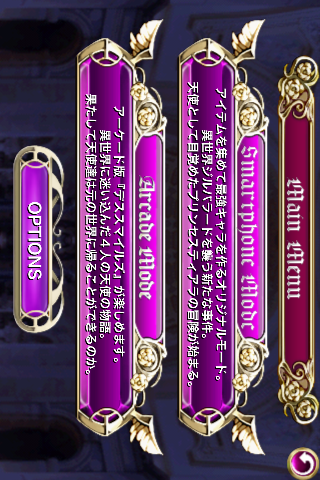 Main Menu
Smartphone Mode
アイテムを集めて最強キャラを作るオリジナルモード。
異世界ジルバラードを襲う新たな事件。
天使として目覚めたプリンセスティアラの冒険が始まる。
Arcade Mode
アーケード版『デススマイルズ』が楽しめます。
異世界に迷い込んだ４人の天使の物語。
果たして天使達は元の世界に帰ることができるのか。
OPTIONS